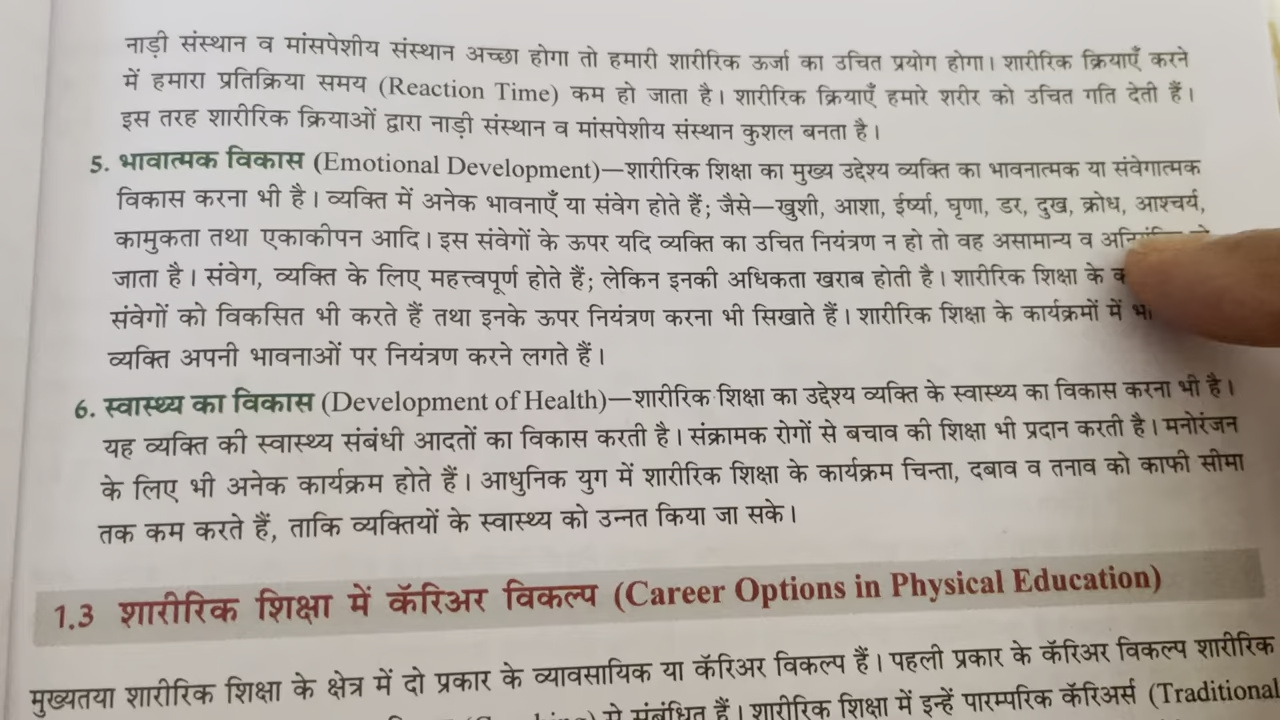 नाड़ी संस्थान व मांसपेशीय संस्थान अच्छा होगा तो हमारी शारीरिक ऊर्जा का उचित प्रयोग होगा। शारीरिक क्रियाएँ करने
में हमारा प्रतिक्रिया समय (Reaction Time) कम हो जाता है। शारीरिक क्रियाएँ हमारे शरीर को उचित गति देती हैं।
इस तरह शारीरिक क्रियाओं द्वारा नाड़ी संस्थान व मांसपेशीय संस्थान कुशल बनता है।
5. भावात्मक विकास (Emotional Development)—शारीरिक शिक्षा का मुख्य उद्देश्य व्यक्ति का भावनात्मक या संवेगात्मक
विकास करना भी है। व्यक्ति में अनेक भावनाएँ या संवेग होते हैं; जैसे—खुशी, आशा, ईर्ष्या, घृणा, डर, दुख, क्रोध, आश्चर्य,
कामुकता तथा एकाकीपन आदि। इस संवेगों के ऊपर यदि व्यक्ति का उचित नियंत्रण न हो तो वह असामान्य व
जाता है। संवेग, व्यक्ति के लिए महत्त्वपूर्ण होते हैं; लेकिन इनकी अधिकता खराब होती है। शारीरिक शिक्षा के
संवेगों को विकसित भी करते हैं तथा इनके ऊपर नियंत्रण करना भी सिखाते हैं। शारीरिक शिक्षा के कार्यक्रमों में
व्यक्ति अपनी भावनाओं पर नियंत्रण करने लगते हैं।
6. स्वास्थ्य का विकास (Development of Health)—शारीरिक शिक्षा का उद्देश्य व्यक्ति के स्वास्थ्य का विकास करना भी है।
यह व्यक्ति की स्वास्थ्य संबंधी आदतों का विकास करती है। संक्रामक रोगों से बचाव की शिक्षा भी प्रदान करती है। मनोरंजन
के लिए भी अनेक कार्यक्रम होते हैं। आधुनिक युग में शारीरिक शिक्षा के कार्यक्रम चिन्ता, दबाव व तनाव को काफी सीमा
तक कम करते हैं, ताकि व्यक्तियों के स्वास्थ्य को उन्नत किया जा सके।
1.3 शारीरिक शिक्षा में कॅरिअर विकल्प (Career Options in Physical Education)
मुख्यतया शारीरिक शिक्षा के क्षेत्र में दो प्रकार के व्यावसायिक या कॅरिअर विकल्प हैं। पहली प्रकार के कॅरिअर विकल्प शारीरिक
से संबंधित हैं। शारीरिक शिक्षा में इन्हें पारम्परिक कॅरिअर्स (Traditional